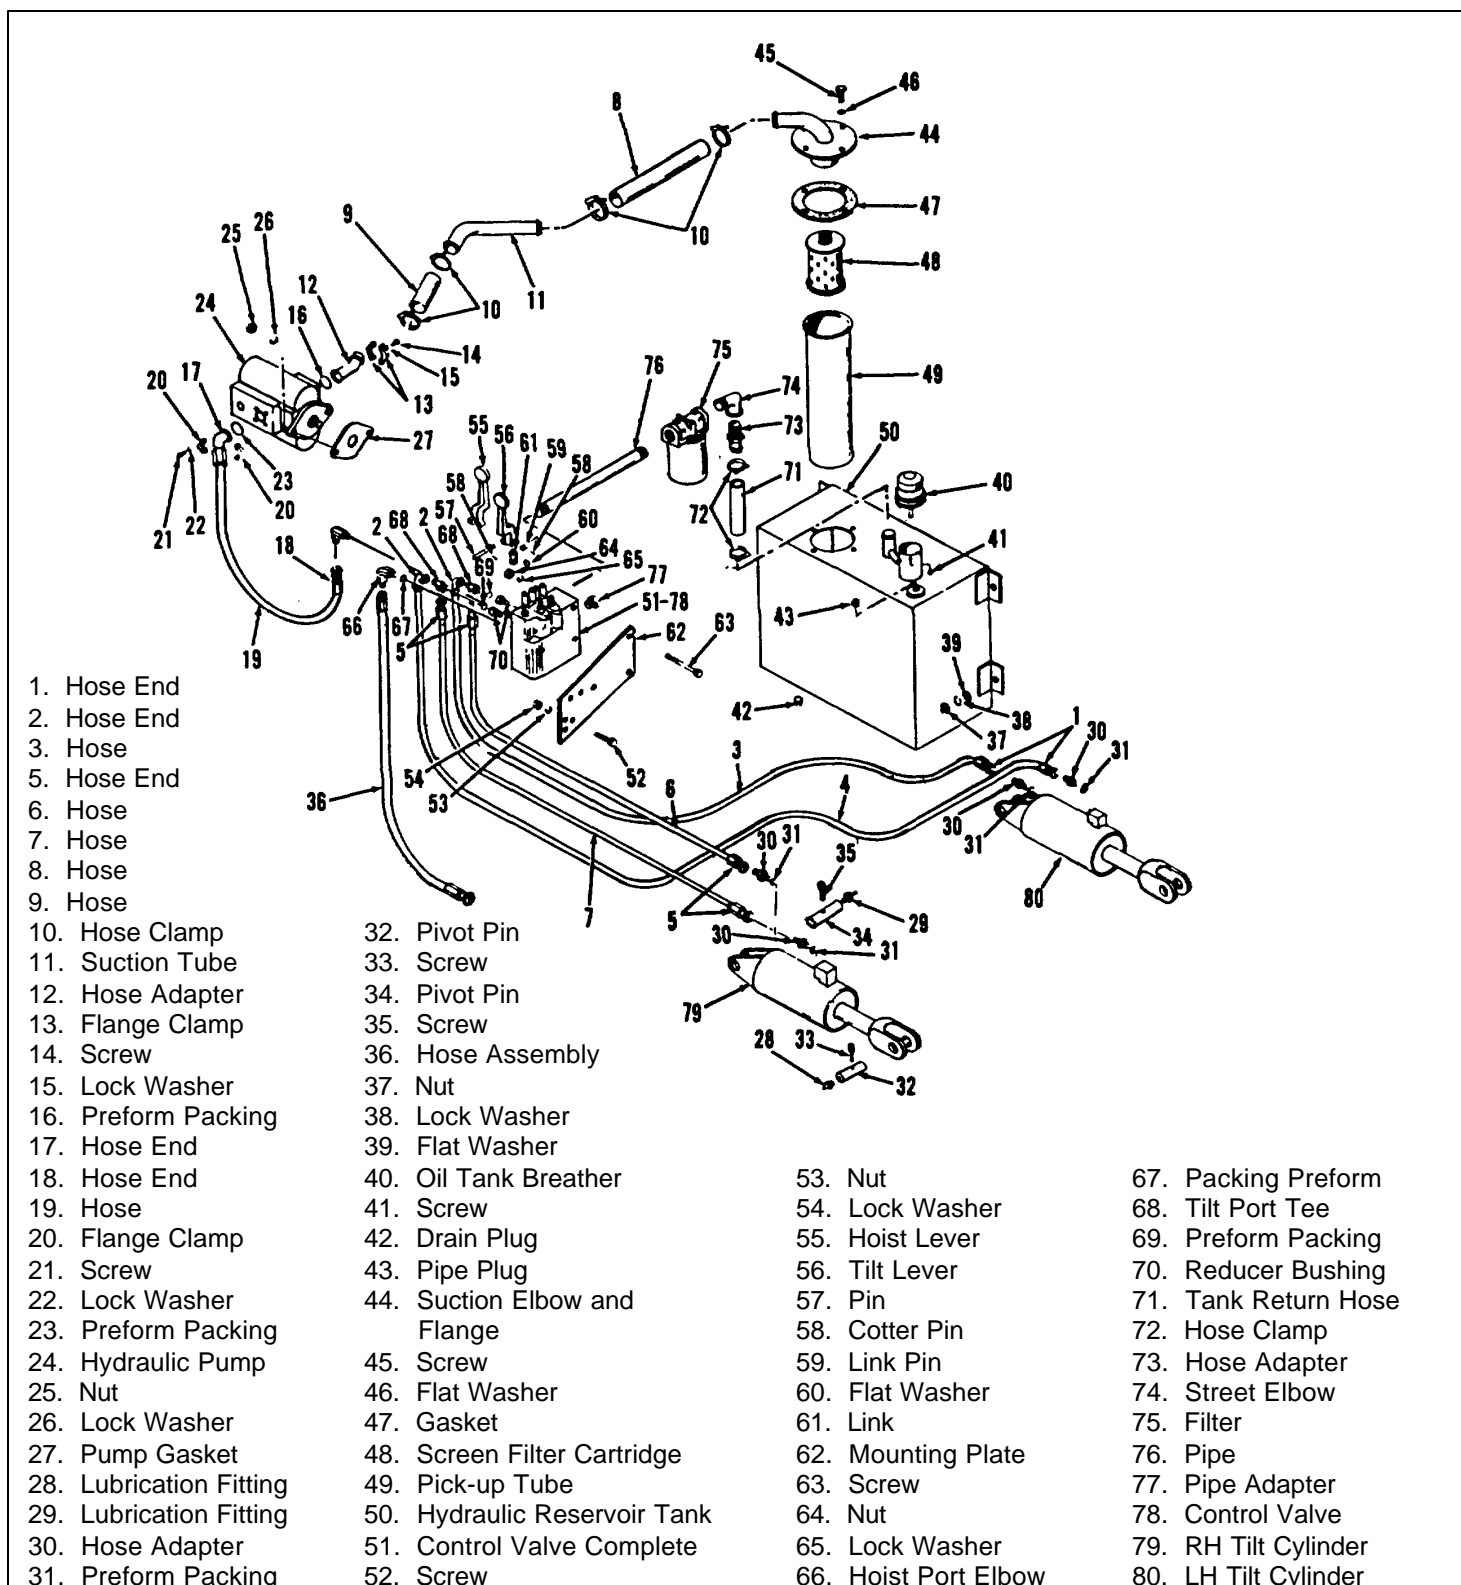 45
46
8
44
47
9
26
25
10
48
12
11
16
24
10
75
14
76
74
15
49
17
20
13
55
56
61
59
73
50
27
58
58
71
40
23
57
60
20
2
68
2
72
21
22
68
64
41
18
69
65
77
43
51-78
66
67
62
63
39
5
70
19
42
38
1
30
37
31
54
3
52
36
53
6
4
30
30
31
31
35
80
7
5
29
30
34
31
79
33
28
32
1. Hose End
2. Hose End
3. Hose
5. Hose End
6. Hose
7. Hose
8. Hose
9. Hose
10. Hose Clamp
11. Suction Tube
12. Hose Adapter
13. Flange Clamp
14. Screw
15. Lock Washer
16. Preform Packing
17. Hose End
18. Hose End
19. Hose
20. Flange Clamp
21. Screw
22. Lock Washer
23. Preform Packing
24. Hydraulic Pump
25. Nut
26. Lock Washer
27. Pump Gasket
28. Lubrication Fitting
29. Lubrication Fitting
30. Hose Adapter
31. Preform Packing
32. Pivot Pin
33. Screw
34. Pivot Pin
35. Screw
36. Hose Assembly
37. Nut
38. Lock Washer
39. Flat Washer
40. Oil Tank Breather
41. Screw
42. Drain Plug
43. Pipe Plug
44. Suction Elbow and
Flange
45. Screw
46. Flat Washer
47. Gasket
48. Screen Filter Cartridge
49. Pick-up Tube
50. Hydraulic Reservoir Tank
51. Control Valve Complete
52. Screw
53. Nut
54. Lock Washer
55. Hoist Lever
56. Tilt Lever
57. Pin
58. Cotter Pin
59. Link Pin
60. Flat Washer
61. Link
62. Mounting Plate
63. Screw
64. Nut
65. Lock Washer
66. Hoist Port Elbow
67. Packing Preform
68. Tilt Port Tee
69. Preform Packing
70. Reducer Bushing
71. Tank Return Hose
72. Hose Clamp
73. Hose Adapter
74. Street Elbow
75. Filter
76. Pipe
77. Pipe Adapter
78. Control Valve
79. RH Tilt Cylinder
80. LH Tilt Cylinder